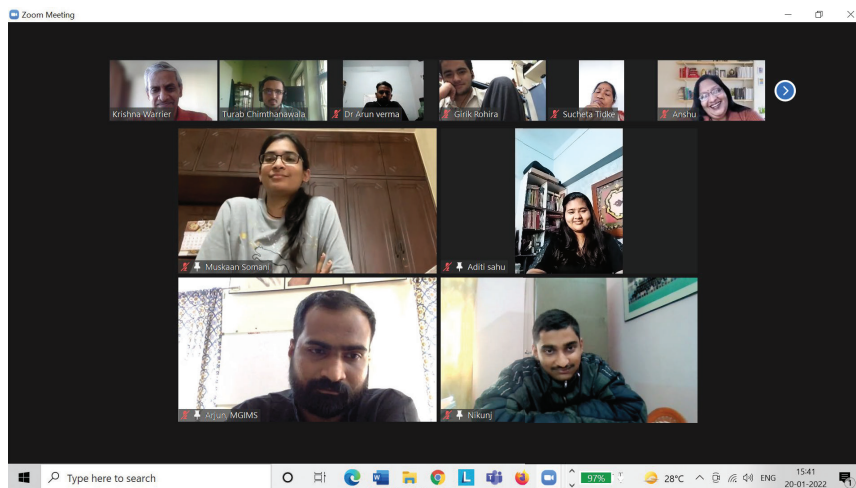 Zoom Meeting
Krishna Warrier
Turab Chimthanawala
Dr Arun verma
Girik Rohira
Sucheta Tidke
Anshu
Muskaan Somani
Aditi sahu
Arjun, MGIMS
Nikunj
Type here to search
97%
28°C
ENG
15:41
20-01-2022